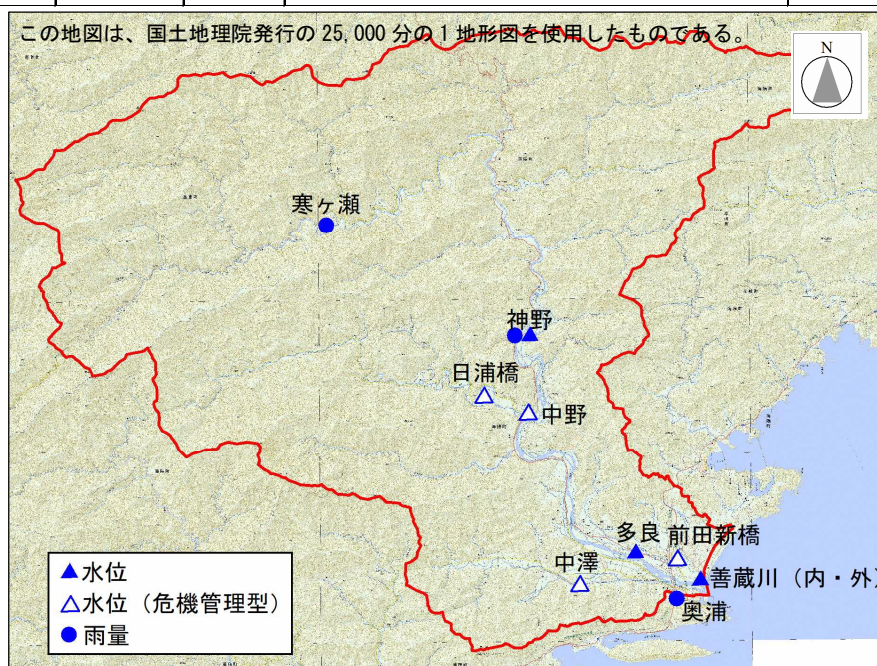 この地図は、国土地理院発行の25,000分の1地形図を使用したものである。
N
寒ヶ瀬
神野
日浦橋
中野
多良
前田新橋
中澤
善蔵川（内・外）
奥浦
水位
水位（危機管理型）
雨量